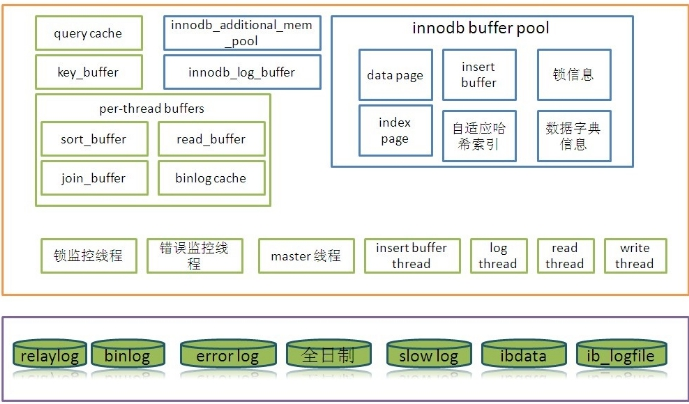 query cache
innodb_additional_mem
_pool
innodb buffer pool
key_buffer
innodb_log_buffer
data page
insert
buffer
锁信息
per-thread buffers
sort_buffer
read_buffer
index
page
自适应哈
希索引
数据字典
信息
join_buffer
binlog cache
锁监控线程
错误监控线
程
master 线程
insert buffer
thread
log
thread
read
thread
write
thread
relaylog
binlog
error log
全日制
slow log
ibdata
ib_logfile